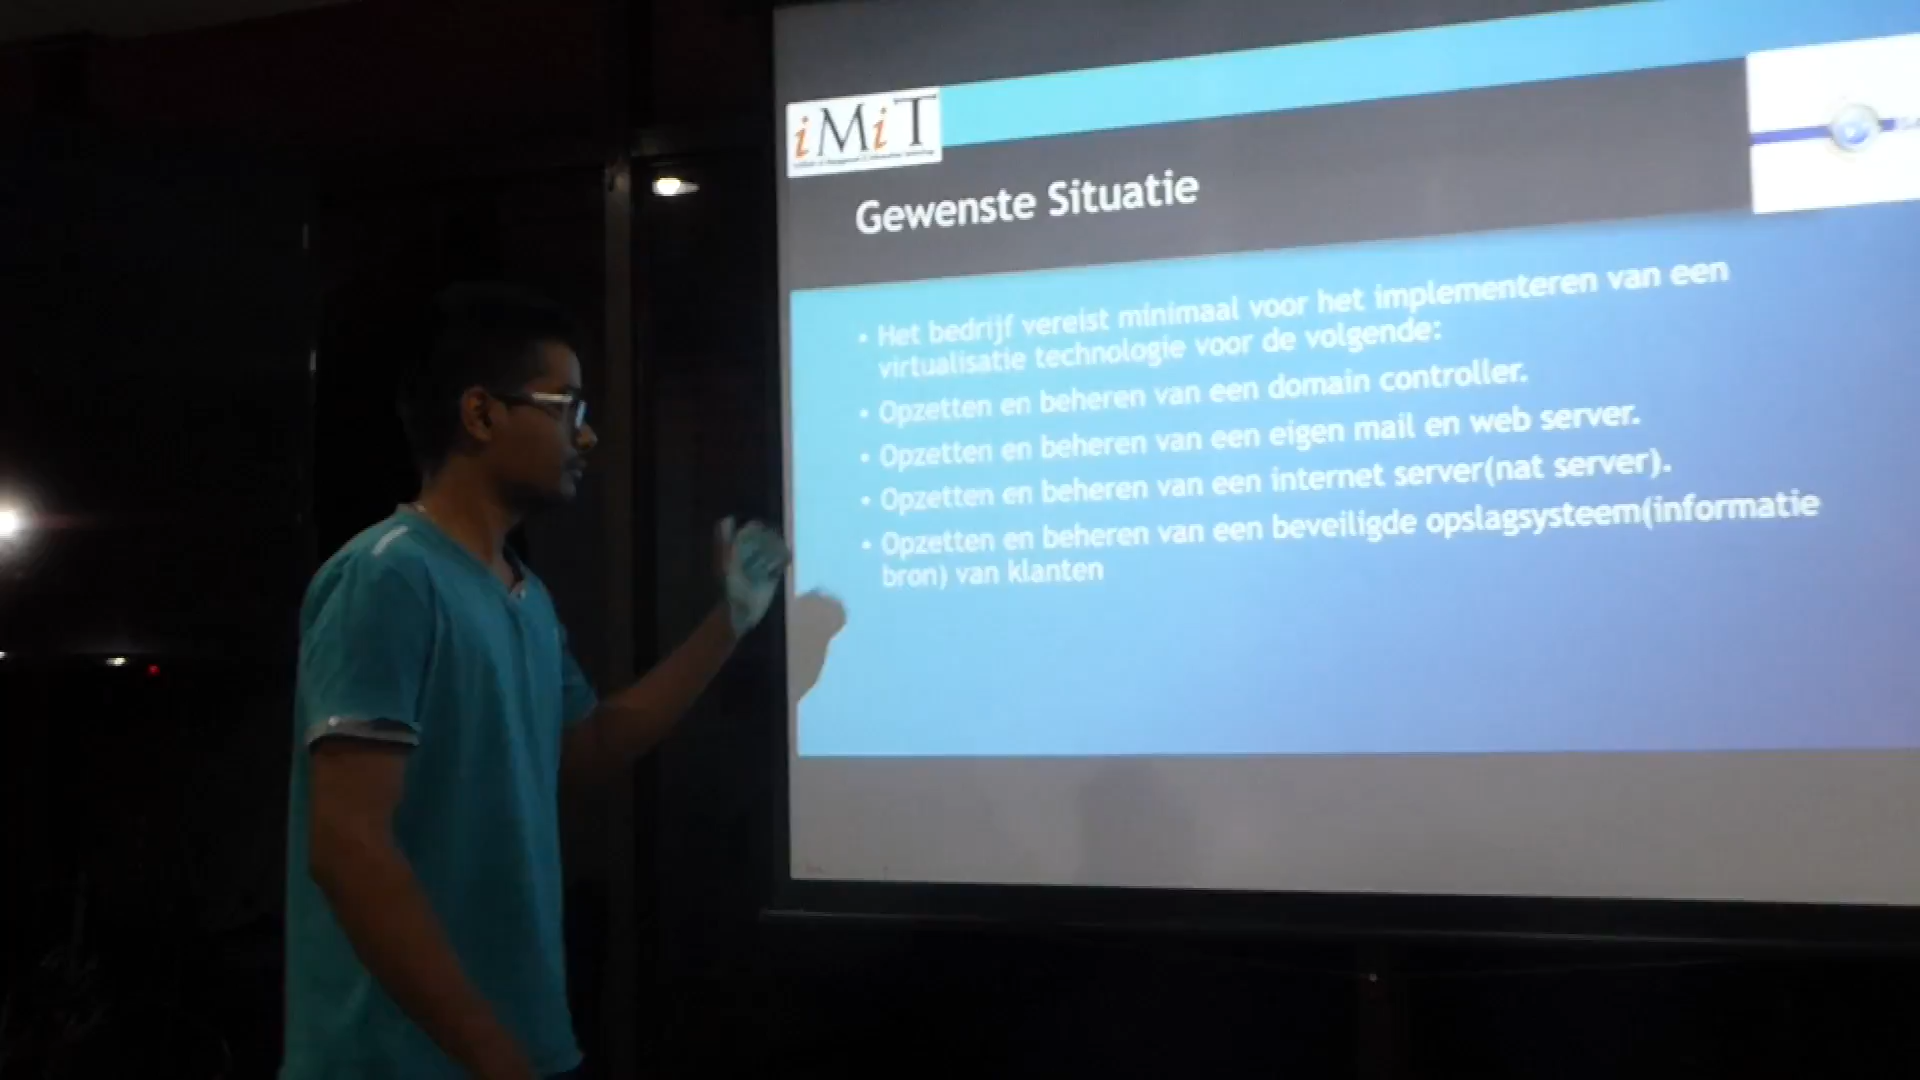 iMiT
Gewenste Situatie
• Het bedrijf vereist minimaal voor het implementeren van een
virtualisatie technologie voor de volgende:
• Opzetten en beheren van een domain controller.
• Opzetten en beheren van een eigen mail en web server.
• Opzetten en beheren van een internet server(nat server).
• Opzetten en beheren van een beveiligde opslagsysteem(informatie
bron) van klanten